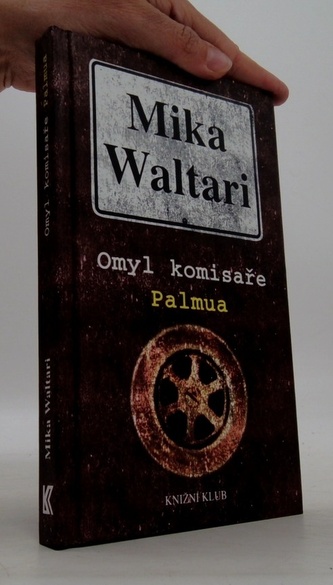 Mika
Waltari
Omyl komisaře
Palmua
KNIŽNÍ KLUB
Omyl komisaře Palmua
Mika Waltari